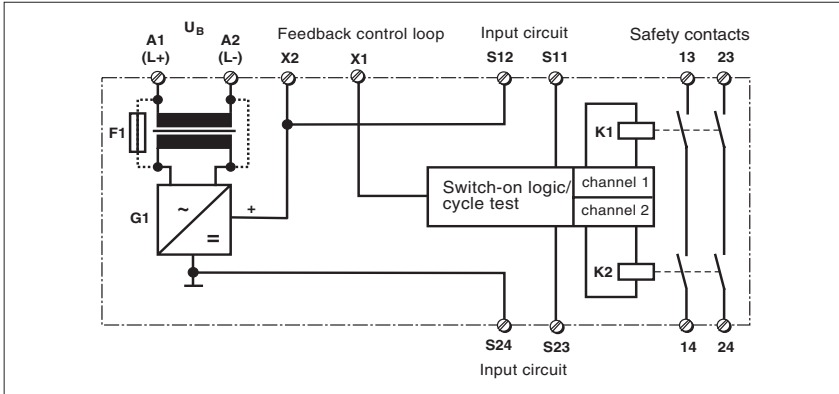 U_B
Feedback control loop
Input circuit
Safety contacts
A1 A2 X2 X1 S12 S11 13 23
(L+) (L-)
F1
K1
Switch-on logic/
cycle test
channel 1
channel 2
G1
~
=
+
K2
S24 S23 14 24
Input circuit